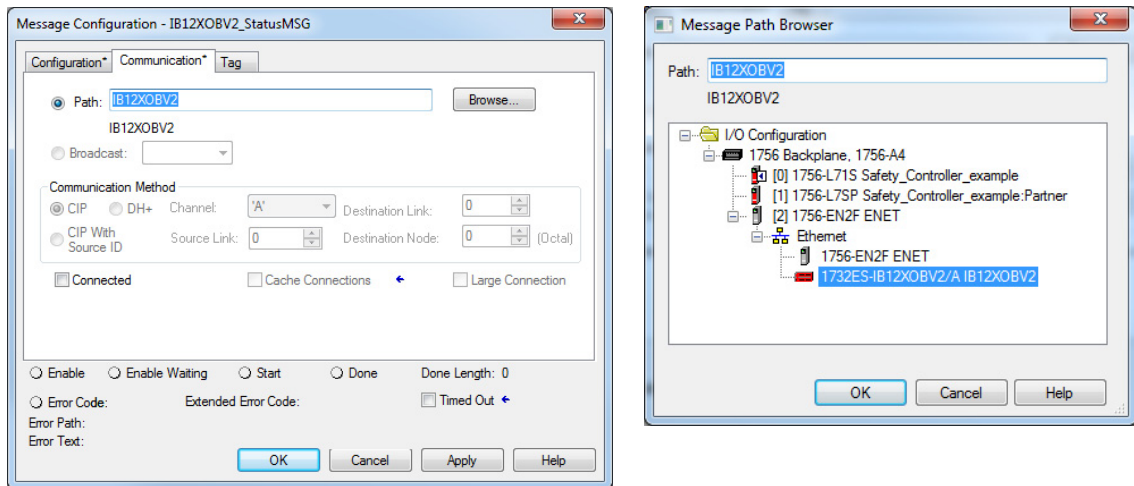 Message Configuration - IB12XOBV2_StatusMSG
Configuration* Communication* Tag
Path: IB12XOBV2 Browse...
IB12XOBV2
Broadcast:
Communication Method
CIP DH+ Channel: 'A' Destination Link: 0
CIP With Source Link: 0 Destination Node: 0 (Octal)
Source ID
Connected Cache Connections ← Large Connection
Enable Enable Waiting Start Done Done Length: 0
Error Code: Extended Error Code: Timed Out ←
Error Path:
Error Text:
OK Cancel Apply Help
Message Path Browser
Path: IB12XOBV2
IB12XOBV2
I/O Configuration
1756 Backplane, 1756-A4
[0] 1756-L71S Safety_Controller_example
[1] 1756-L7SP Safety_Controller_example:Partner
[2] 1756-EN2F ENET
Ethernet
1756-EN2F ENET
1732ES-IB12XOBV2/A IB12XOBV2
OK Cancel Help